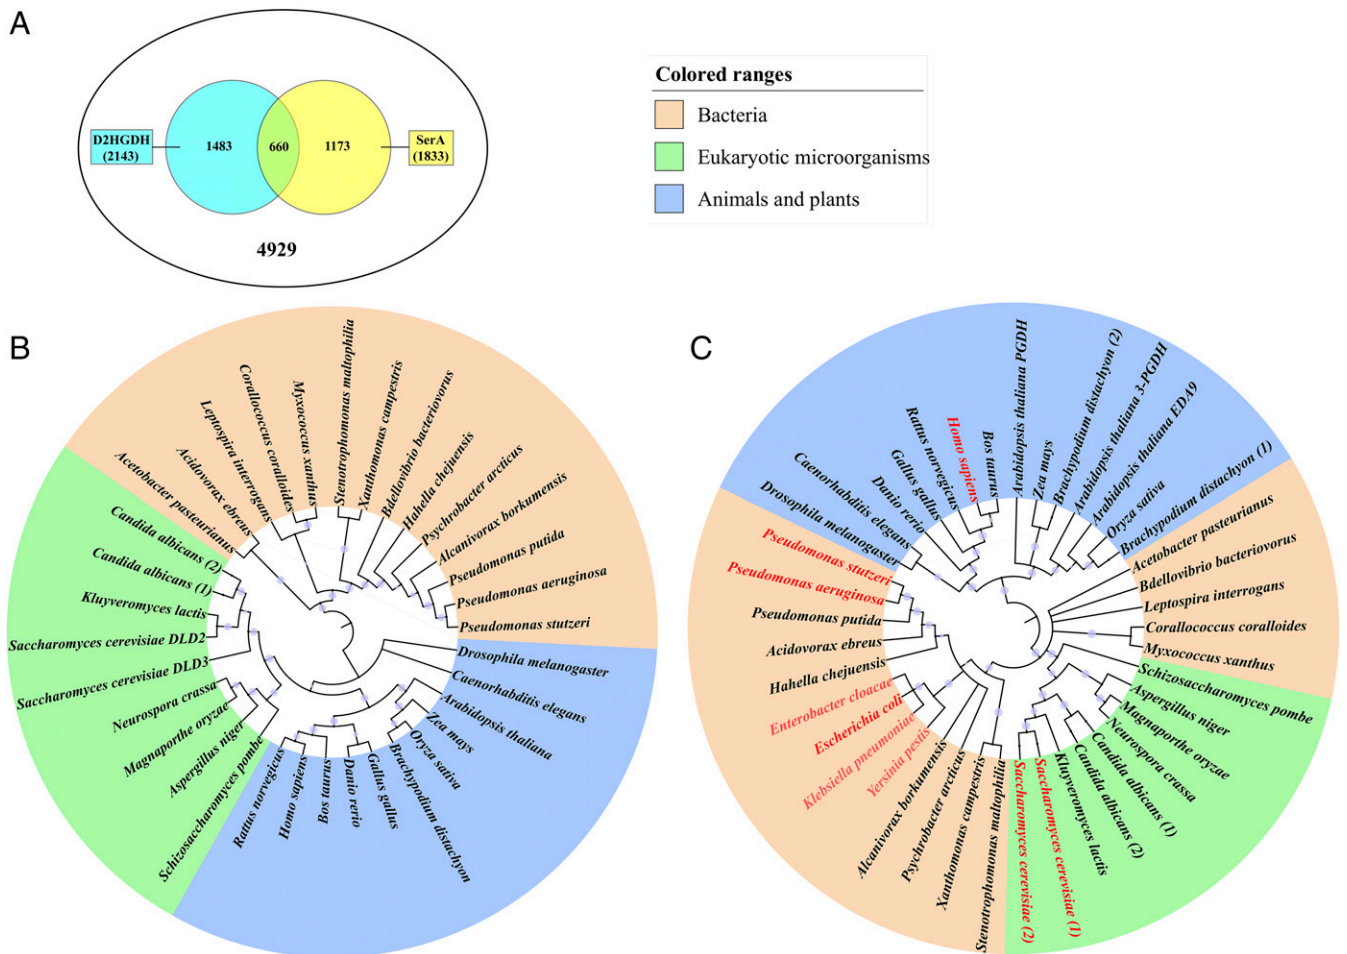 A
D2HGDH
(2143)
1483
660
1173
SerA
(1833)
4929
Colored ranges
Bacteria
Eukaryotic microorganisms
Animals and plants
B
Acetobacter pasteurianus
Acidovorax ebreus
Leptospira interrogans
Corallococcus coralloides
Myxococcus xanthus
Stenotrophomonas maltophilia
Xanthomonas campestris
Bdellovibrio bacteriovorus
Hahella chejuensis
Psychrobacter arcticus
Alcanivorax borkumensis
Pseudomonas putida
Pseudomonas aeruginosa
Pseudomonas stutzeri
Drosophila melanogaster
Caenorhabditis elegans
Arabidopsis thaliana
Zea mays
Oryza sativa
Brachypodium distachyon
Gallus gallus
Danio rerio
Bos taurus
Homo sapiens
Rattus norvegicus
Schizosaccharomyces pombe
Aspergillus niger
Magnaporthe oryzae
Neurospora crassa
Saccharomyces cerevisiae DLD3
Saccharomyces cerevisiae DLD2
Kluyveromyces lactis
Candida albicans (1)
Candida albicans (2)
C
Drosophila melanogaster
Caenorhabditis elegans
Danio rerio
Gallus gallus
Rattus norvegicus
Homo sapiens
Bos taurus
Arabidopsis thaliana PGDH
Zea mays
Brachypodium distachyon (2)
Arabidopsis thaliana 3-PGDH
Arabidopsis thaliana EDA9
Oryza sativa
Brachypodium distachyon (1)
Acetobacter pasteurianus
Bdellovibrio bacteriovorus
Leptospira interrogans
Corallococcus coralloides
Myxococcus xanthus
Schizosaccharomyces pombe
Aspergillus niger
Magnaporthe oryzae
Neurospora crassa
Candida albicans (1)
Candida albicans (2)
Kluyveromyces lactis
Saccharomyces cerevisiae (1)
Saccharomyces cerevisiae (2)
Stenotrophomonas maltophilia
Xanthomonas campestris
Psychrobacter arcticus
Alcanivorax borkumensis
Yersinia pestis
Klebsiella pneumoniae
Escherichia coli
Enterobacter cloacae
Hahella chejuensis
Acidovorax ebreus
Pseudomonas putida
Pseudomonas aeruginosa
Pseudomonas stutzeri